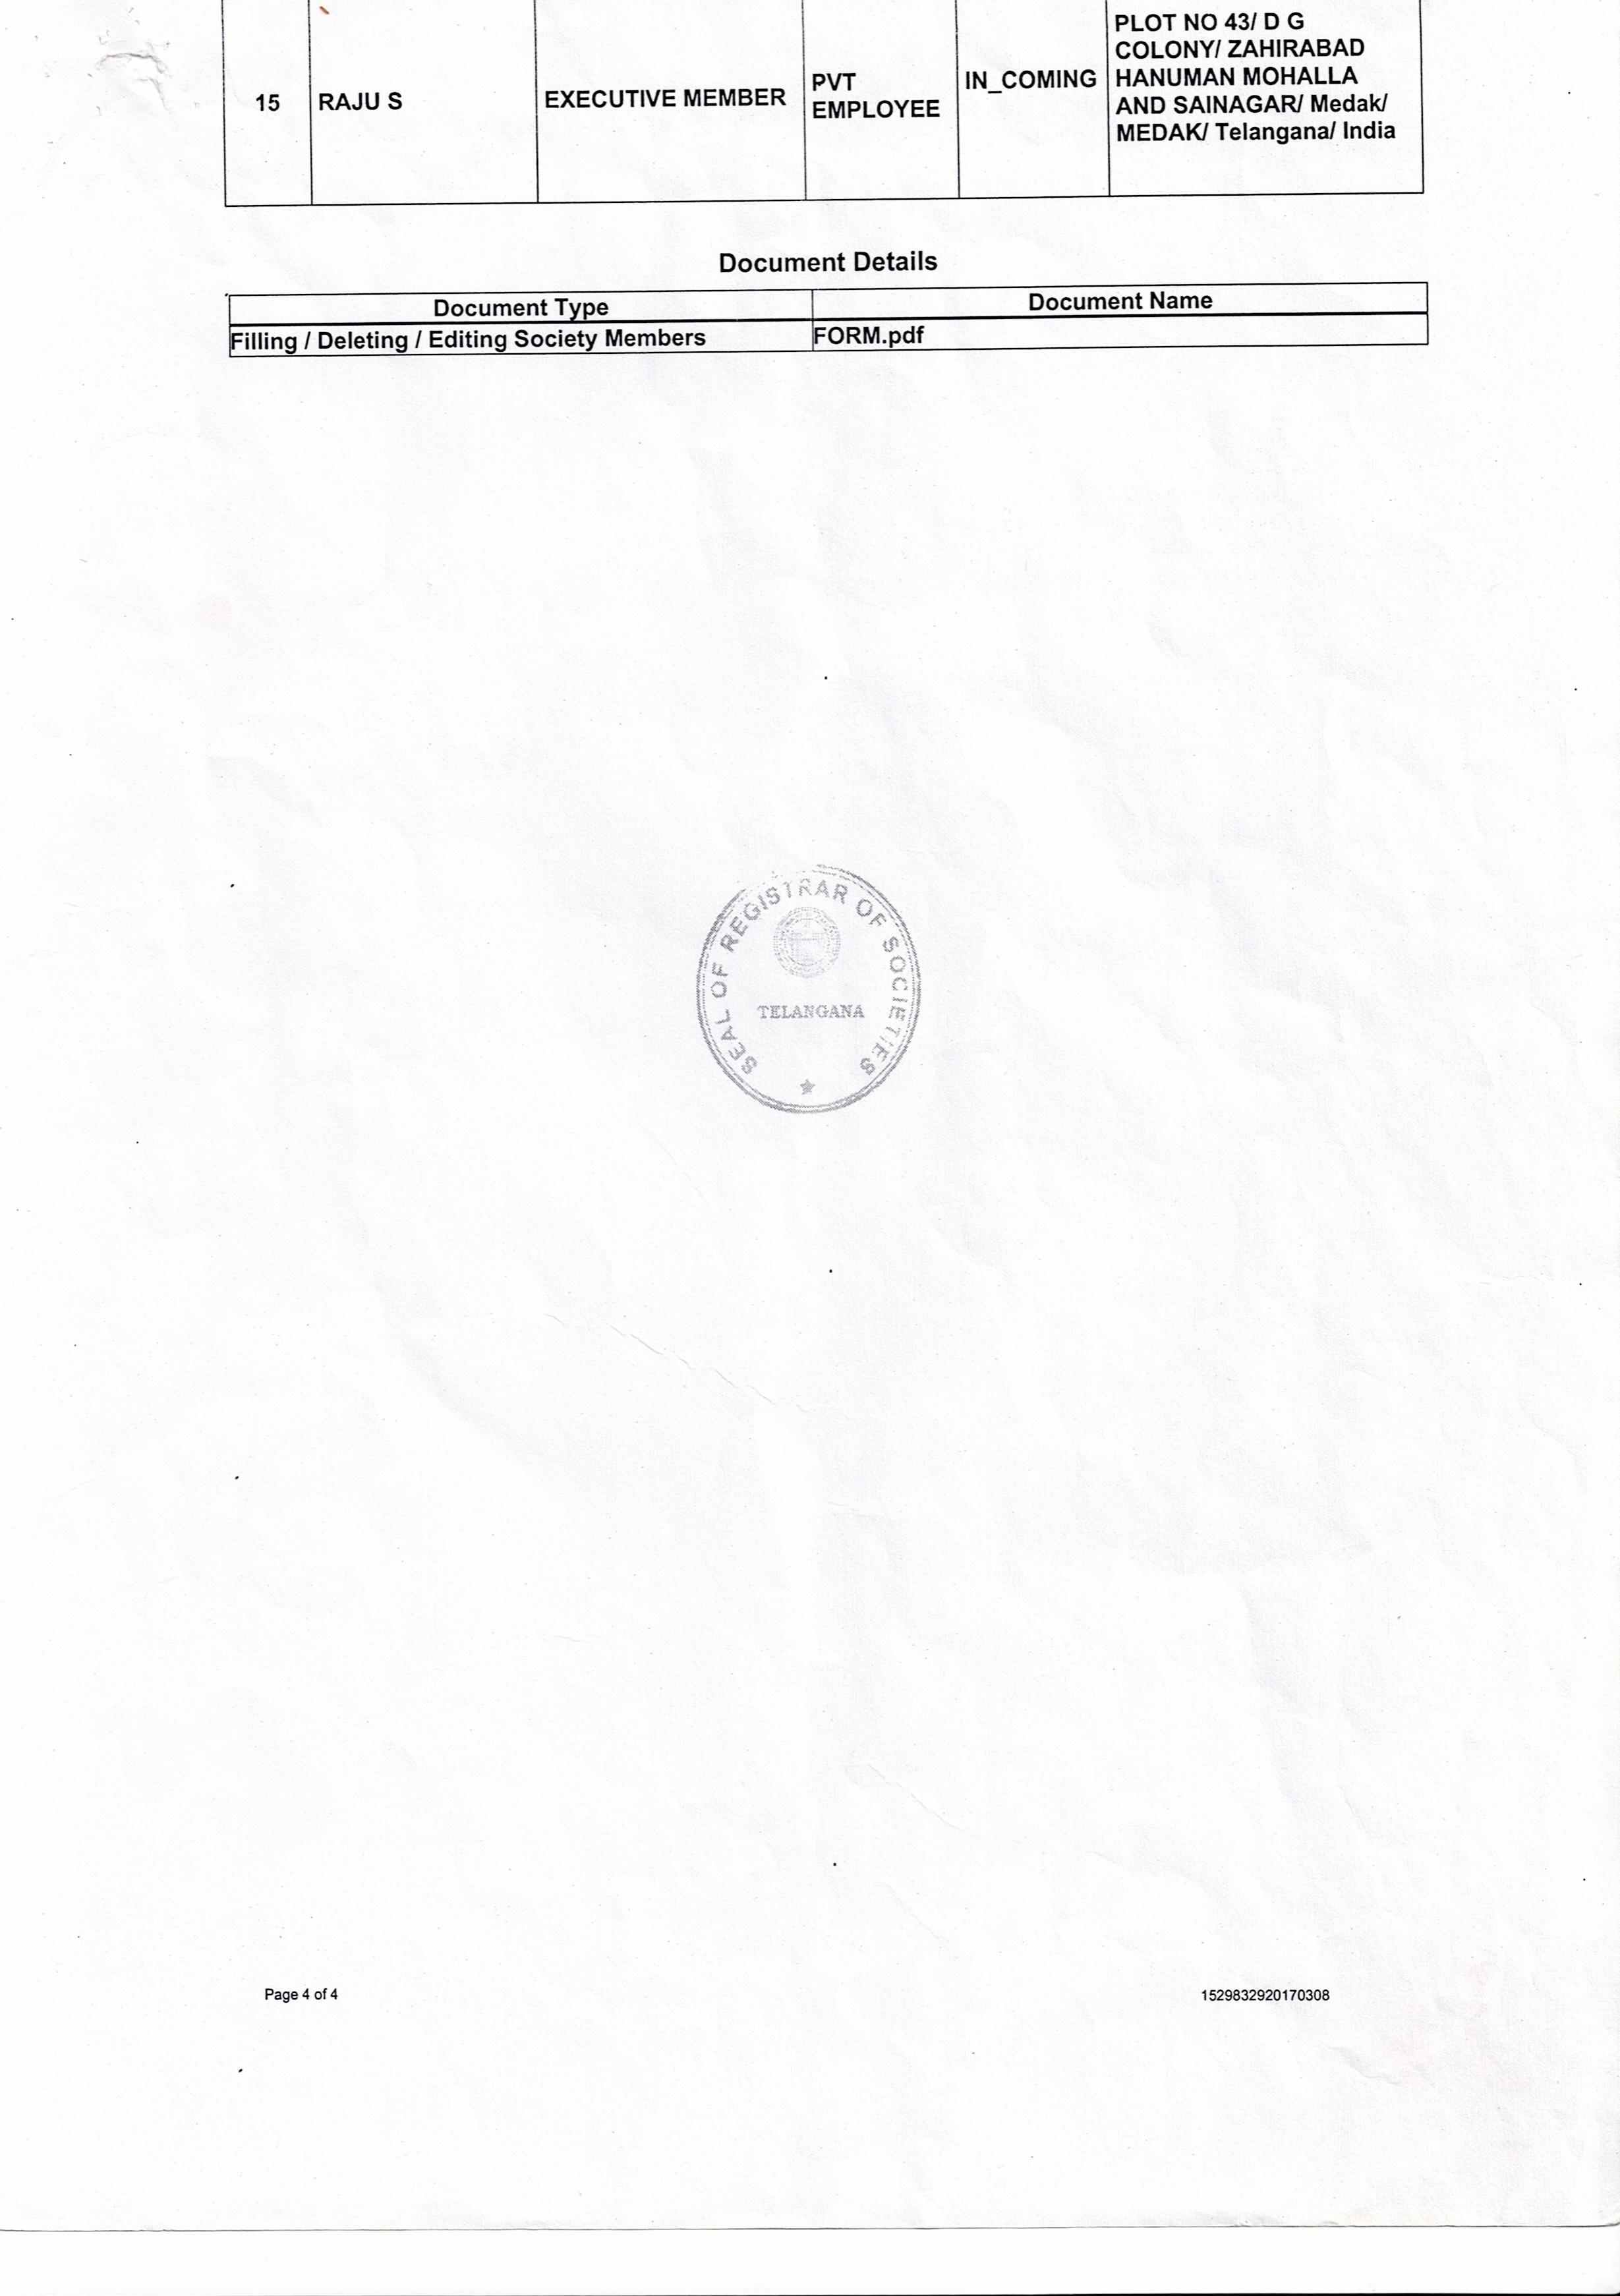 15
RAJU S
EXECUTIVE MEMBER
PVT
EMPLOYEE
IN_COMING
PLOT NO 43/ D G
COLONY/ ZAHIRABAD
HANUMAN MOHALLA
AND SAINAGAR/ Medak/
MEDAK/ Telangana/ India
Document Details
Document Type
Document Name
Filling / Deleting / Editing Society Members
FORM.pdf
SEAL OF REGISTRAR OF SOCIETIES
TELANGANA
Page 4 of 4
1529832920170308